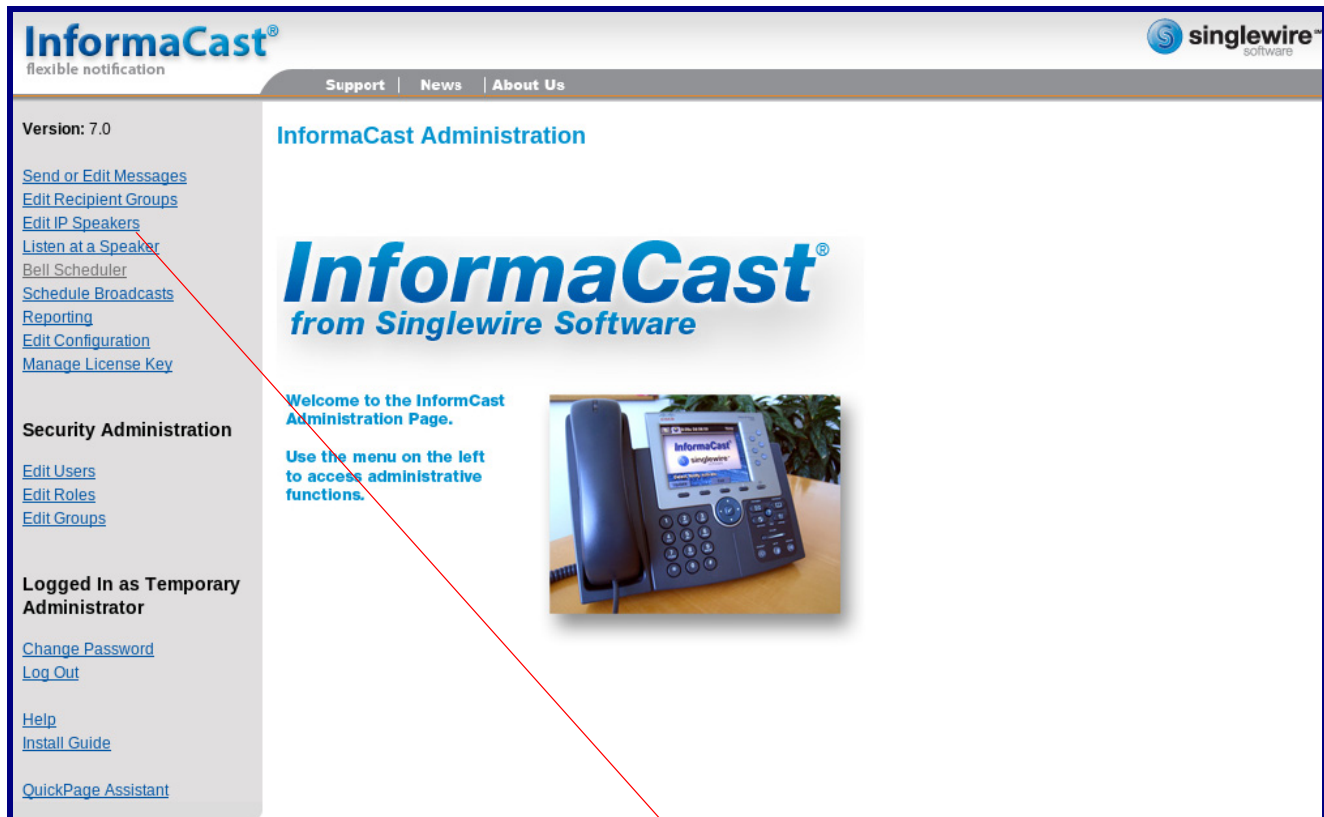 InformaCast®
flexible notification
singlewire℠
software
Support | News | About Us
Version: 7.0
Send or Edit Messages
Edit Recipient Groups
Edit IP Speakers
Listen at a Speaker
Bell Scheduler
Schedule Broadcasts
Reporting
Edit Configuration
Manage License Key
Security Administration
Edit Users
Edit Roles
Edit Groups
Logged In as Temporary
Administrator
Change Password
Log Out
Help
Install Guide
QuickPage Assistant
InformaCast Administration
InformaCast®
from Singlewire Software
Welcome to the InformCast
Administration Page.
Use the menu on the left
to access administrative
functions.
InformaCast
singlewire